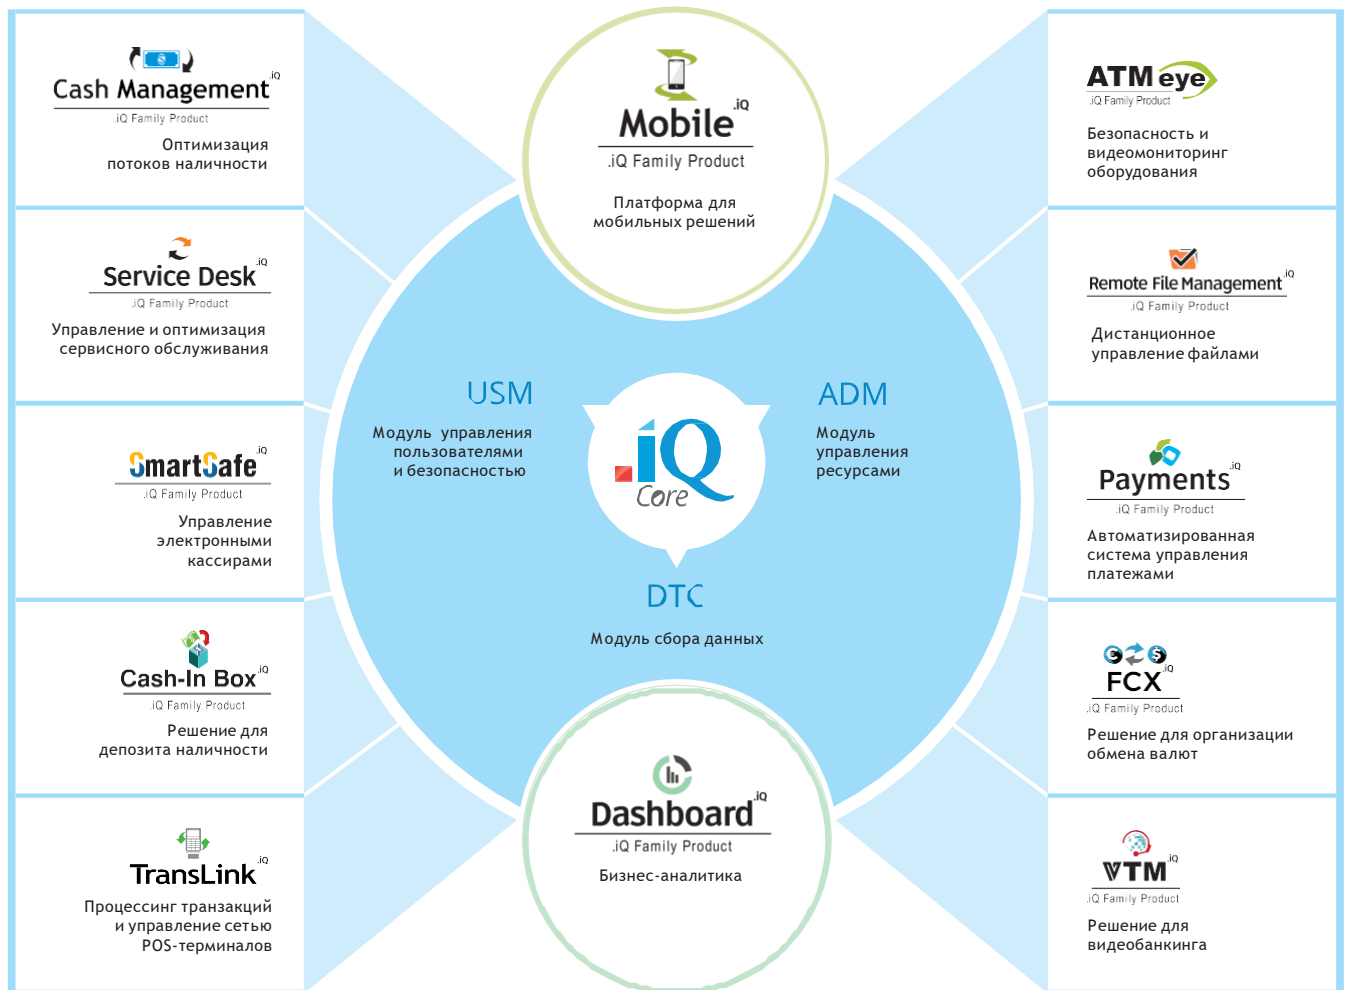 Cash Management.iQ
.iQ Family Product
Оптимизация
потоков наличности
Service Desk.iQ
.iQ Family Product
Управление и оптимизация
сервисного обслуживания
SmartSafe.iQ
.iQ Family Product
Управление
электронными
кассирами
Cash-In Box.iQ
.iQ Family Product
Решение для
депозита наличности
TransLink.iQ
Процессинг транзакций
и управление сетью
POS-терминалов
Mobile.iQ
.iQ Family Product
Платформа для
мобильных решений
USM
Модуль управления
пользователями
и безопасностью
.iQ
Core
ADM
Модуль
управления
ресурсами
DTC
Модуль сбора данных
Dashboard.iQ
.iQ Family Product
Бизнес-аналитика
ATM eye
.iQ Family Product
Безопасность и
видеомониторинг
оборудования
Remote File Management.iQ
.iQ Family Product
Дистанционное
управление файлами
Payments.iQ
.iQ Family Product
Автоматизированная
система управления
платежами
€ $
FCX.iQ
.iQ Family Product
Решение для организации
обмена валют
VTM.iQ
.iQ Family Product
Решение для
видеобанкинга